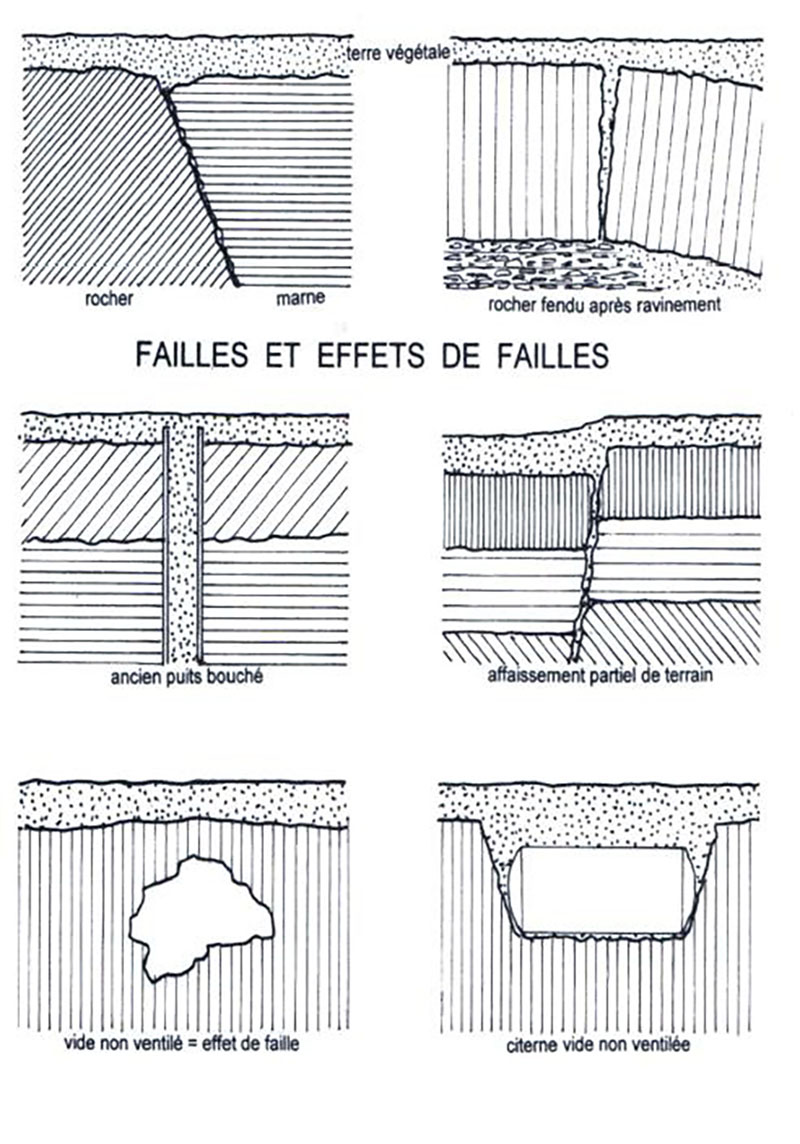 terre végétale
rocher
marne
rocher fendu après ravinement
FAILLES ET EFFETS DE FAILLES
ancien puits bouché
affaissement partiel de terrain
vide non ventilé = effet de faille
citerne vide non ventilée